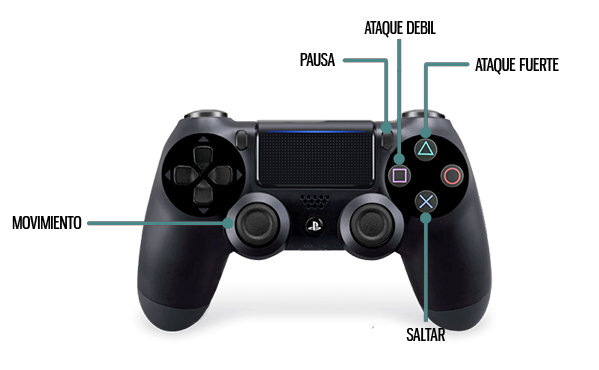 ATAQUE DEBIL
PAUSA
ATAQUE FUERTE
MOVIMIENTO
SALTAR